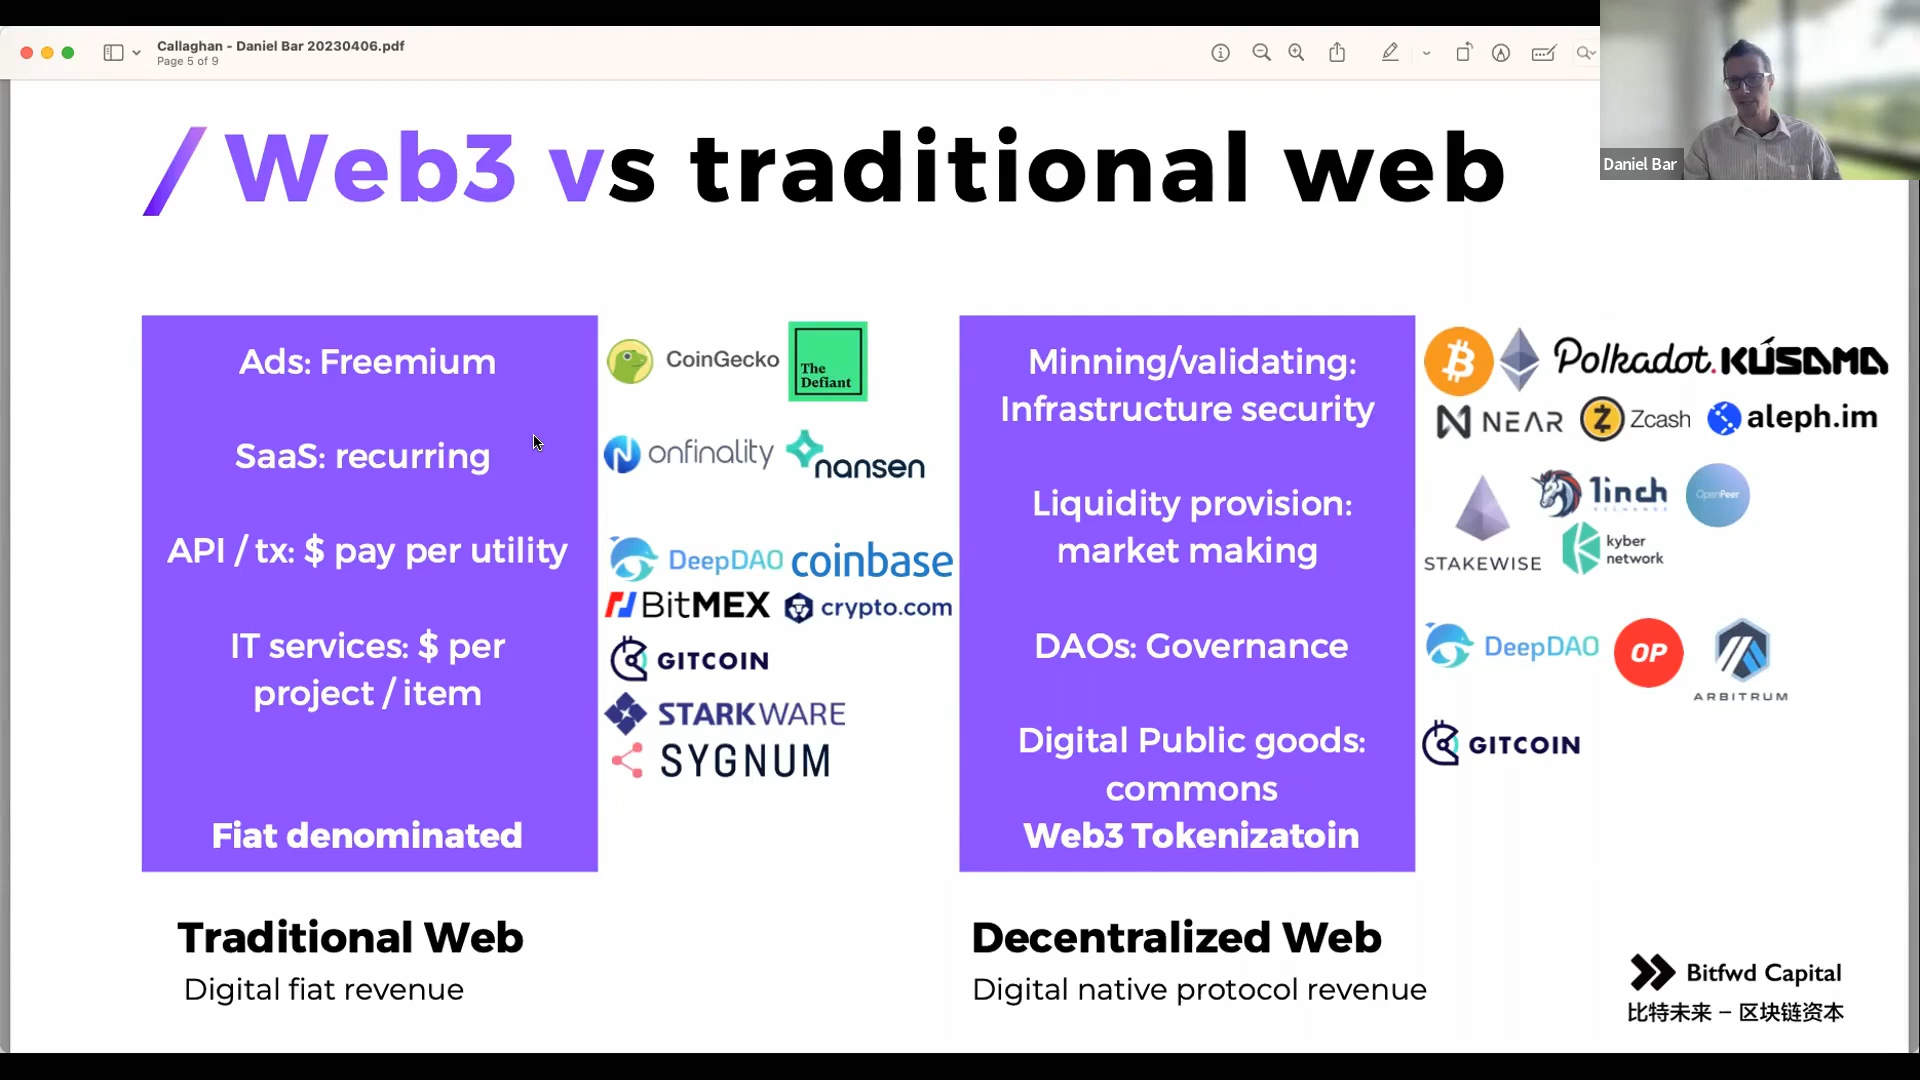 Callaghan - Daniel Bar 20230406.pdf
Page 5 of 9
Daniel Bar
/ Web3 vs traditional web
Ads: Freemium
SaaS: recurring
API / tx: $ pay per utility
IT services: $ per
project / item
Fiat denominated
CoinGecko
The
Defiant
onfinality
nansen
DeepDAO
coinbase
BitMEX
crypto.com
GITCOIN
STARKWARE
SYGNUM
Minning/validating:
Infrastructure security
Liquidity provision:
market making
DAOs: Governance
Digital Public goods:
commons
Web3 Tokenizatoin
Polkadot.
KÚSAMA
NEAR
Zcash
aleph.im
1inch
EXCHANGE
OpenPeer
STAKEWISE
kyber
network
DeepDAO
OP
ARBITRUM
GITCOIN
Traditional Web
Digital fiat revenue
Decentralized Web
Digital native protocol revenue
Bitfwd Capital
比特未来 – 区块链资本